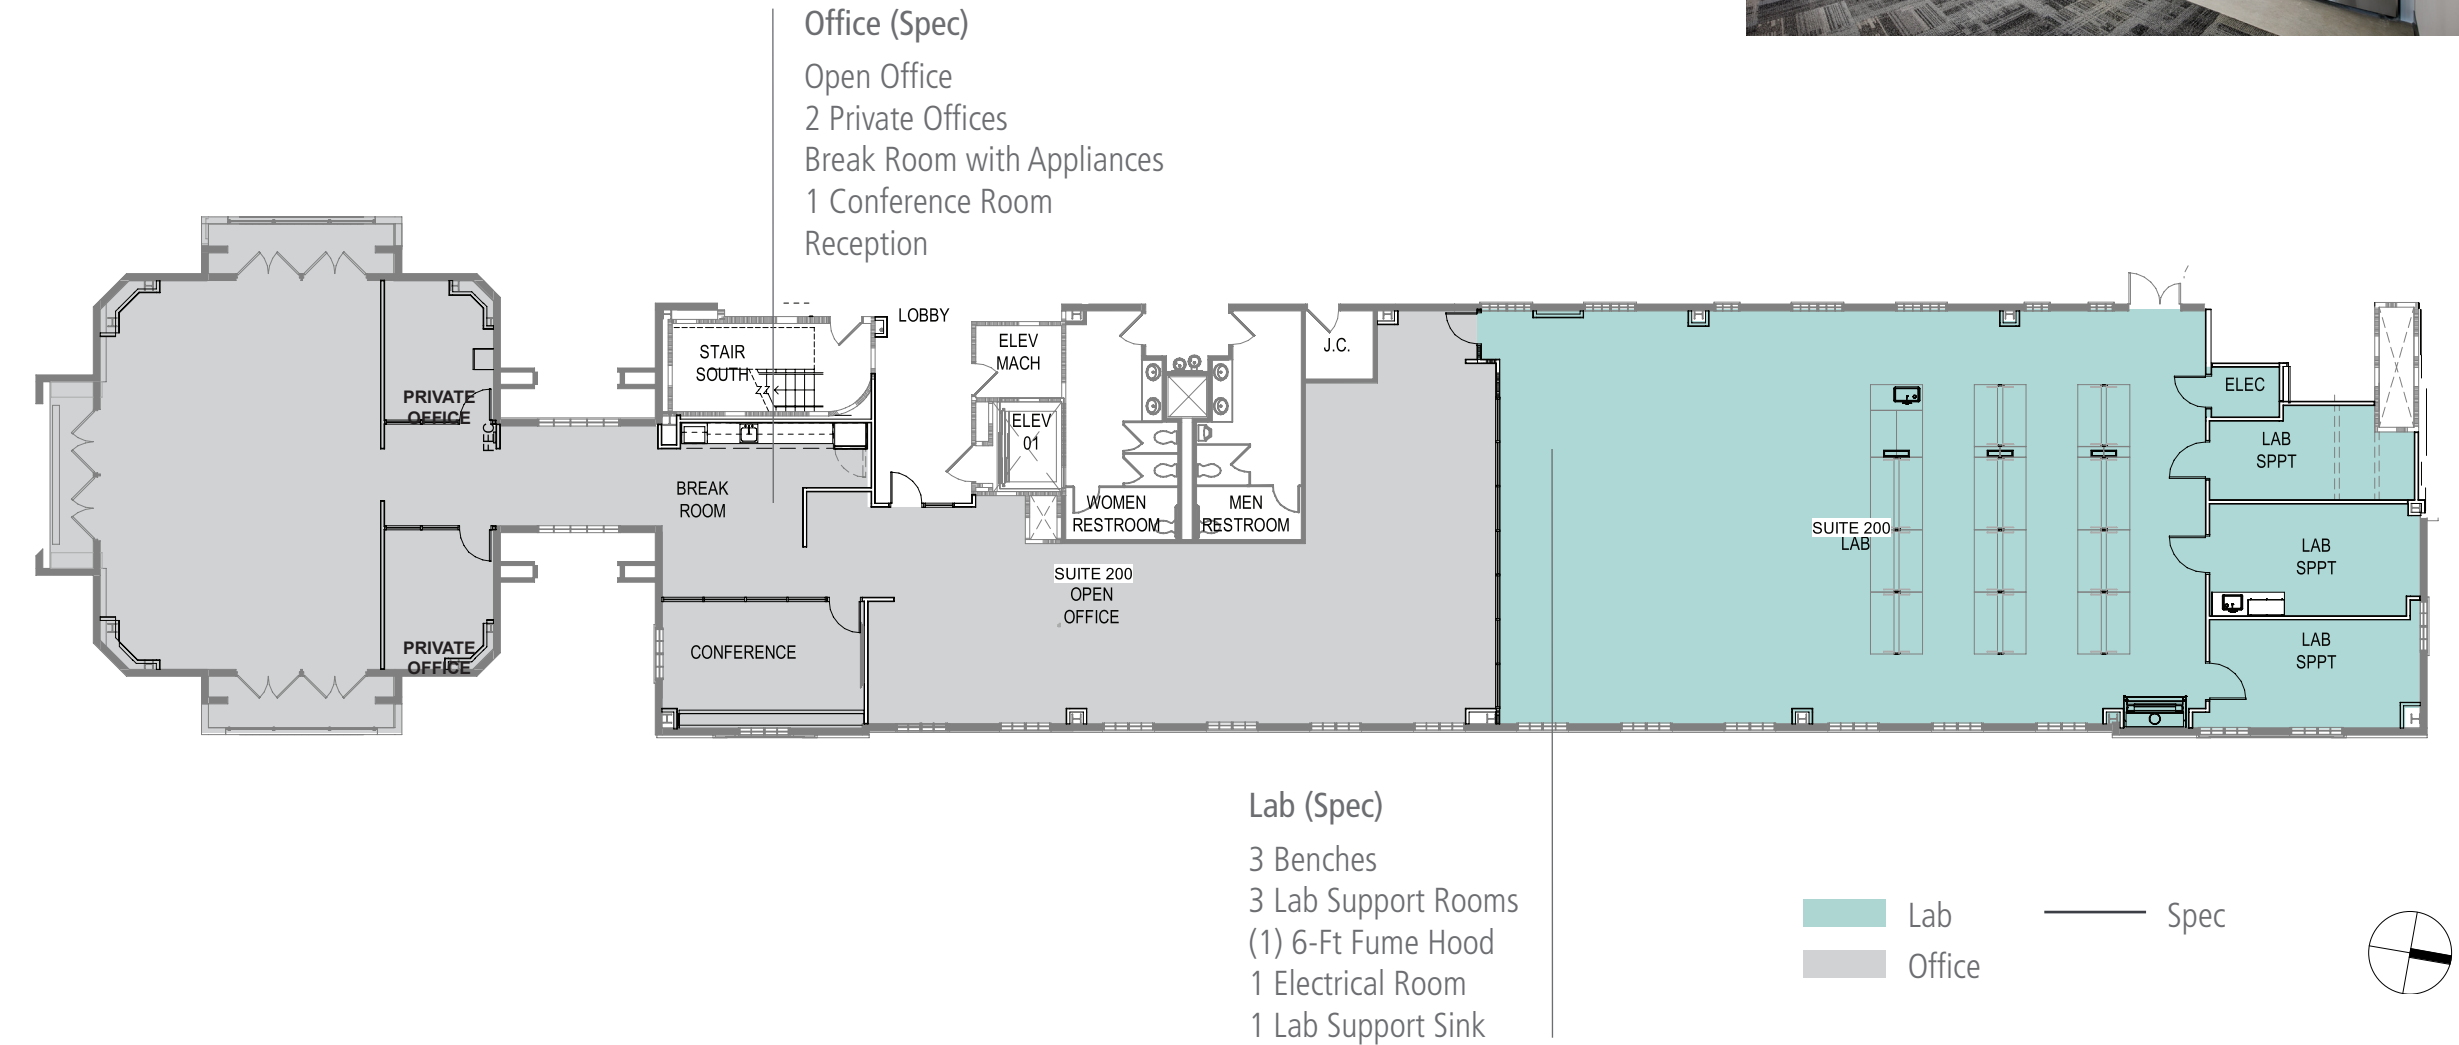 Office (Spec)
Open Office
2 Private Offices
Break Room with Appliances
1 Conference Room
Reception
LOBBY
STAIR
SOUTH
ELEV
MACH
ELEV
01
J.C.
PRIVATE
OFFICE
FEC
BREAK
ROOM
WOMEN
RESTROOM
MEN
RESTROOM
ELEC
LAB
SPPT
SUITE 200
LAB
LAB
SPPT
SUITE 200
OPEN
OFFICE
CONFERENCE
PRIVATE
OFFICE
LAB
SPPT
Lab (Spec)
3 Benches
3 Lab Support Rooms
(1) 6-Ft Fume Hood
1 Electrical Room
1 Lab Support Sink
Lab
Spec
Office